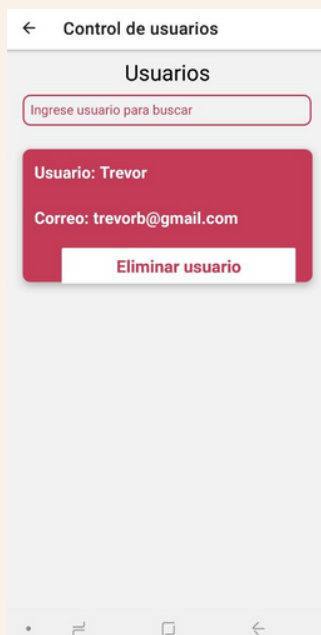 Control de usuarios
Usuarios
Ingrese usuario para buscar
Usuario: Trevor
Correo: trevorb@gmail.com
Eliminar usuario